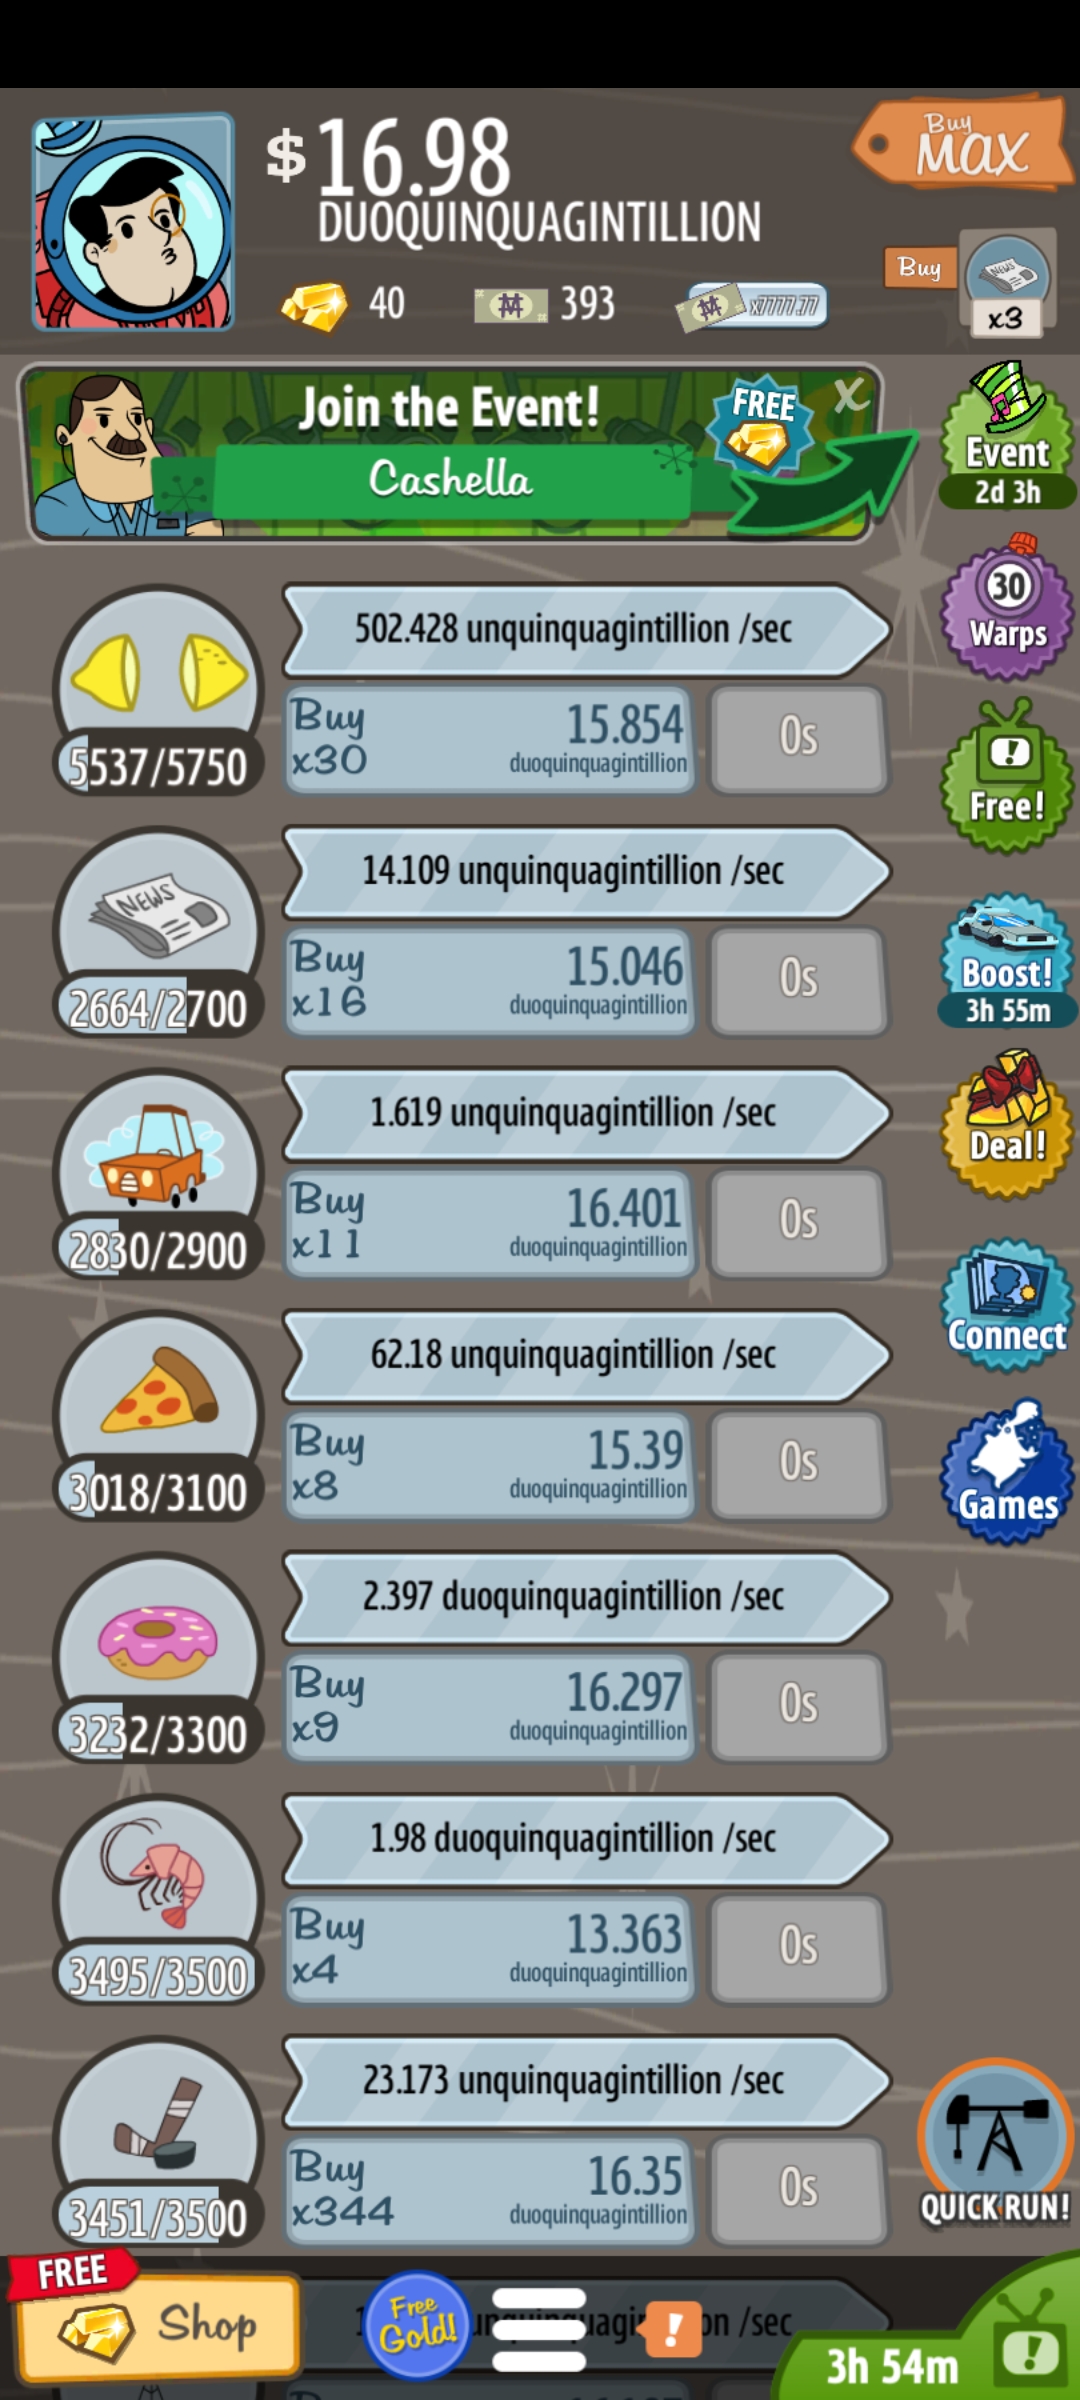 $16.98
DUOQUINQUAGINTILLION
Buy
Max
40
393
x7777.77
Buy
NEWS
x3
Join the Event!
Cashella
FREE
X
Event
2d 3h
502.428 unquinquagintillion /sec
5537/5750
Buy
x30
15.854
duoquinquagintillion
0s
30
Warps
Free!
14.109 unquinquagintillion /sec
NEWS
2664/2700
Buy
x16
15.046
duoquinquagintillion
0s
Boost!
3h 55m
1.619 unquinquagintillion /sec
2830/2900
Buy
x11
16.401
duoquinquagintillion
0s
Deal!
62.18 unquinquagintillion /sec
3018/3100
Buy
x8
15.39
duoquinquagintillion
0s
Connect
Games
2.397 duoquinquagintillion /sec
3232/3300
Buy
x9
16.297
duoquinquagintillion
0s
1.98 duoquinquagintillion /sec
3495/3500
Buy
x4
13.363
duoquinquagintillion
0s
23.173 unquinquagintillion /sec
3451/3500
Buy
x344
16.35
duoquinquagintillion
0s
QUICK RUN!
FREE
Shop
Free
Gold!
/sec
!
3h 54m
!